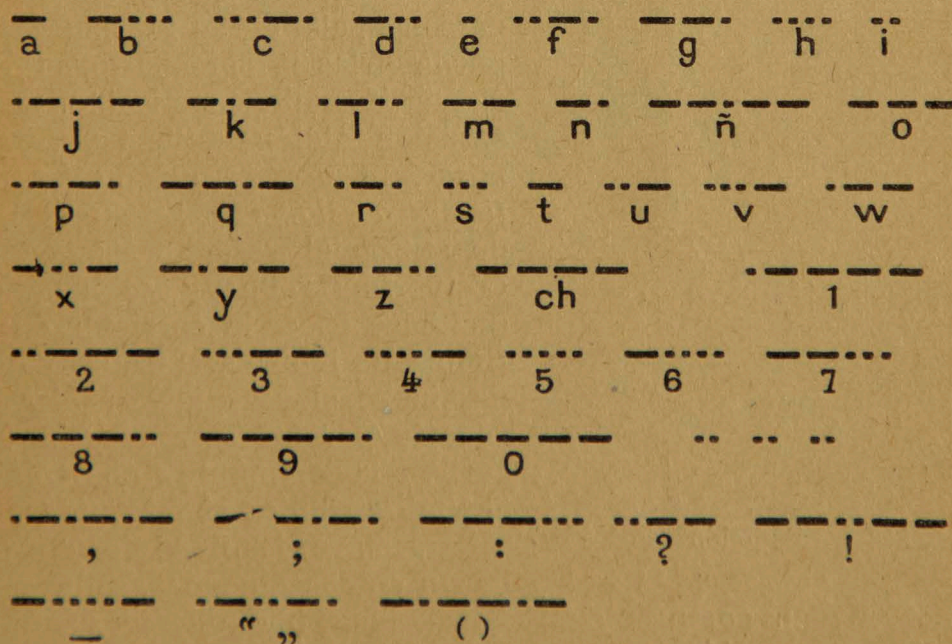 a b c d e f g h i
j k l m n ñ o
p q r s t u v w
x y z ch 1
2 3 4 5 6 7
8 9 0
, ; : ? !
— “ „ ( )